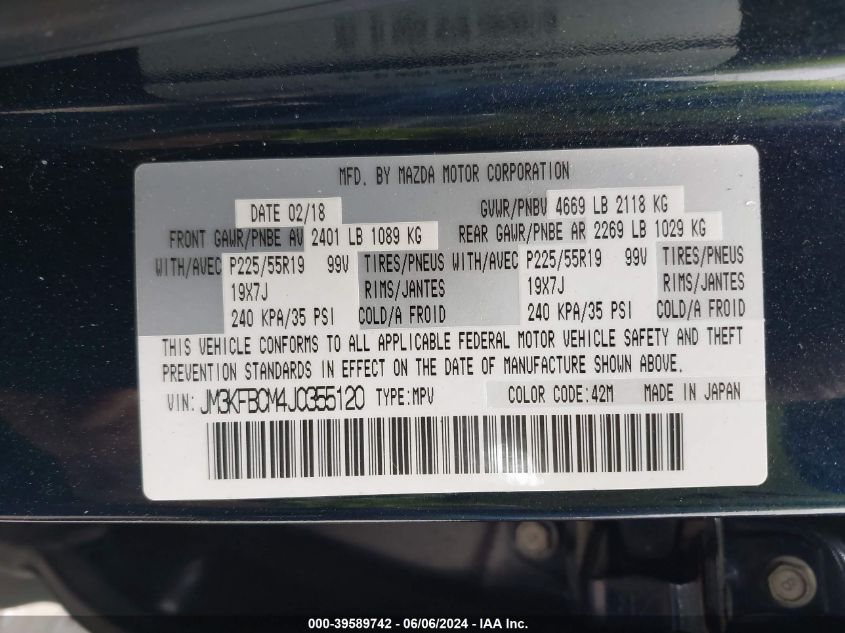 MFD. BY MAZDA MOTOR CORPORATION
DATE 02/18 GVWR/PNBV 4669 LB 2118 KG
FRONT GAWR/PNBE AV 2401 LB 1089 KG REAR GAWR/PNBE AR 2269 LB 1029 KG
WITH/AVEC P225/55R19 99V TIRES/PNEUS WITH/AVEC P225/55R19 99V TIRES/PNEUS
19X7J RIMS/JANTES 19X7J RIMS/JANTES
240 KPA/35 PSI COLD/A FROID 240 KPA/35 PSI COLD/A FROID
THIS VEHICLE CONFORMS TO ALL APPLICABLE FEDERAL MOTOR VEHICLE SAFETY AND THEFT
PREVENTION STANDARDS IN EFFECT ON THE DATE OF MANUFACTURE SHOWN ABOVE.
VIN: JM3KFBCM4J0355120 TYPE:MPV COLOR CODE:42M MADE IN JAPAN
000-39589742 - 06/06/2024 - IAA Inc.